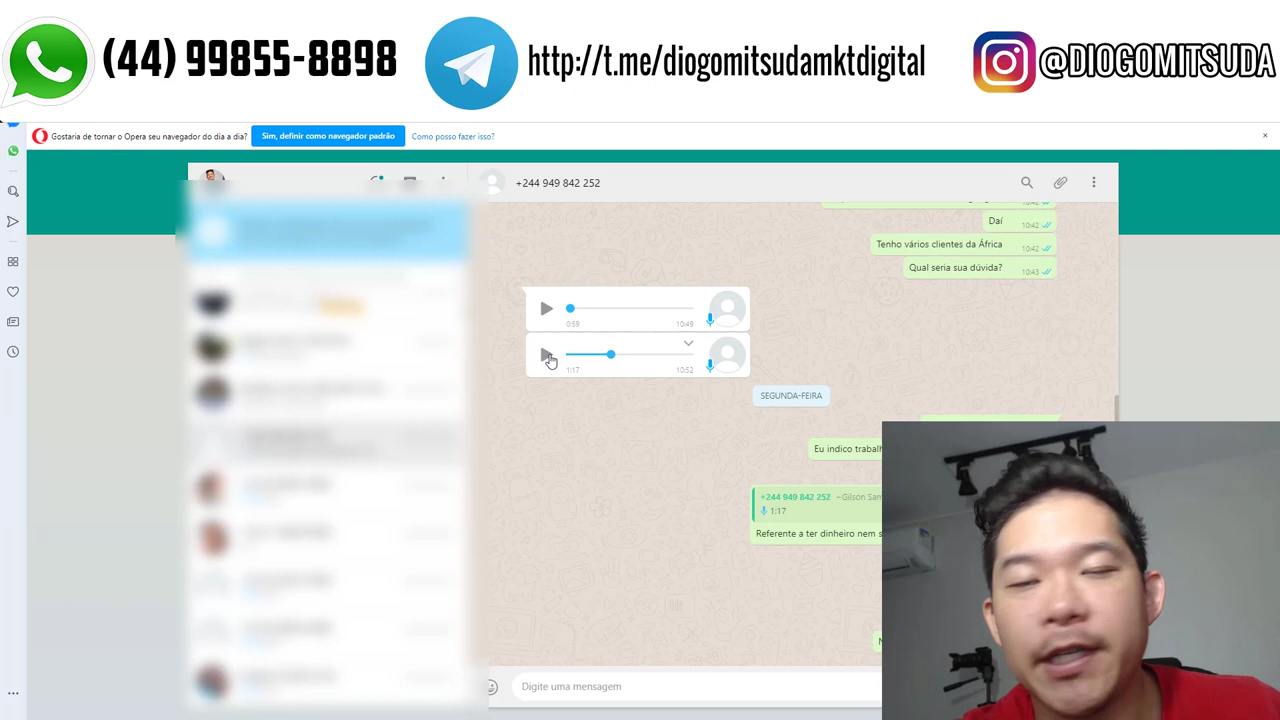 (44) 99855-8898
http://t.me/diogomitsudamktdigital
@DIOGOMITSUDA
Gostaria de tornar o Opera seu navegador do dia a dia?
Sim, definir como navegador padrão
Como posso fazer isso?
+244 949 842 252
10:42
Daí
10:42
Tenho vários clientes da África
10:42
Qual seria sua dúvida?
10:43
0:59
10:49
1:17
10:52
SEGUNDA-FEIRA
Eu indico
+244 949 842 252
1:17
Referente a ter dinheiro nem
Digite uma mensagem